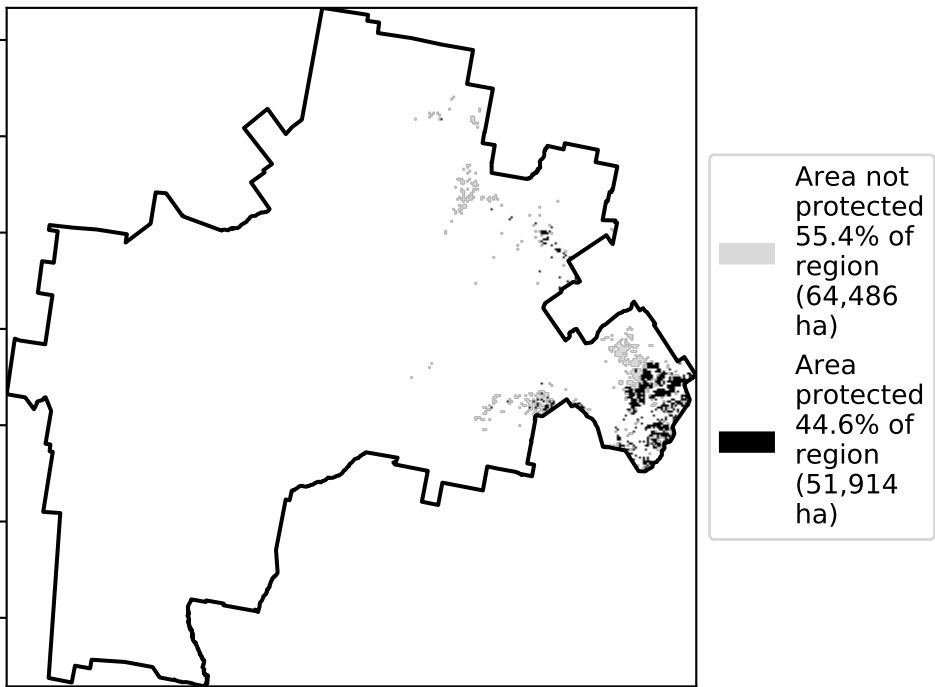 Area not
protected
55.4% of
region
(64,486
ha)
Area
protected
44.6% of
region
(51,914
ha)